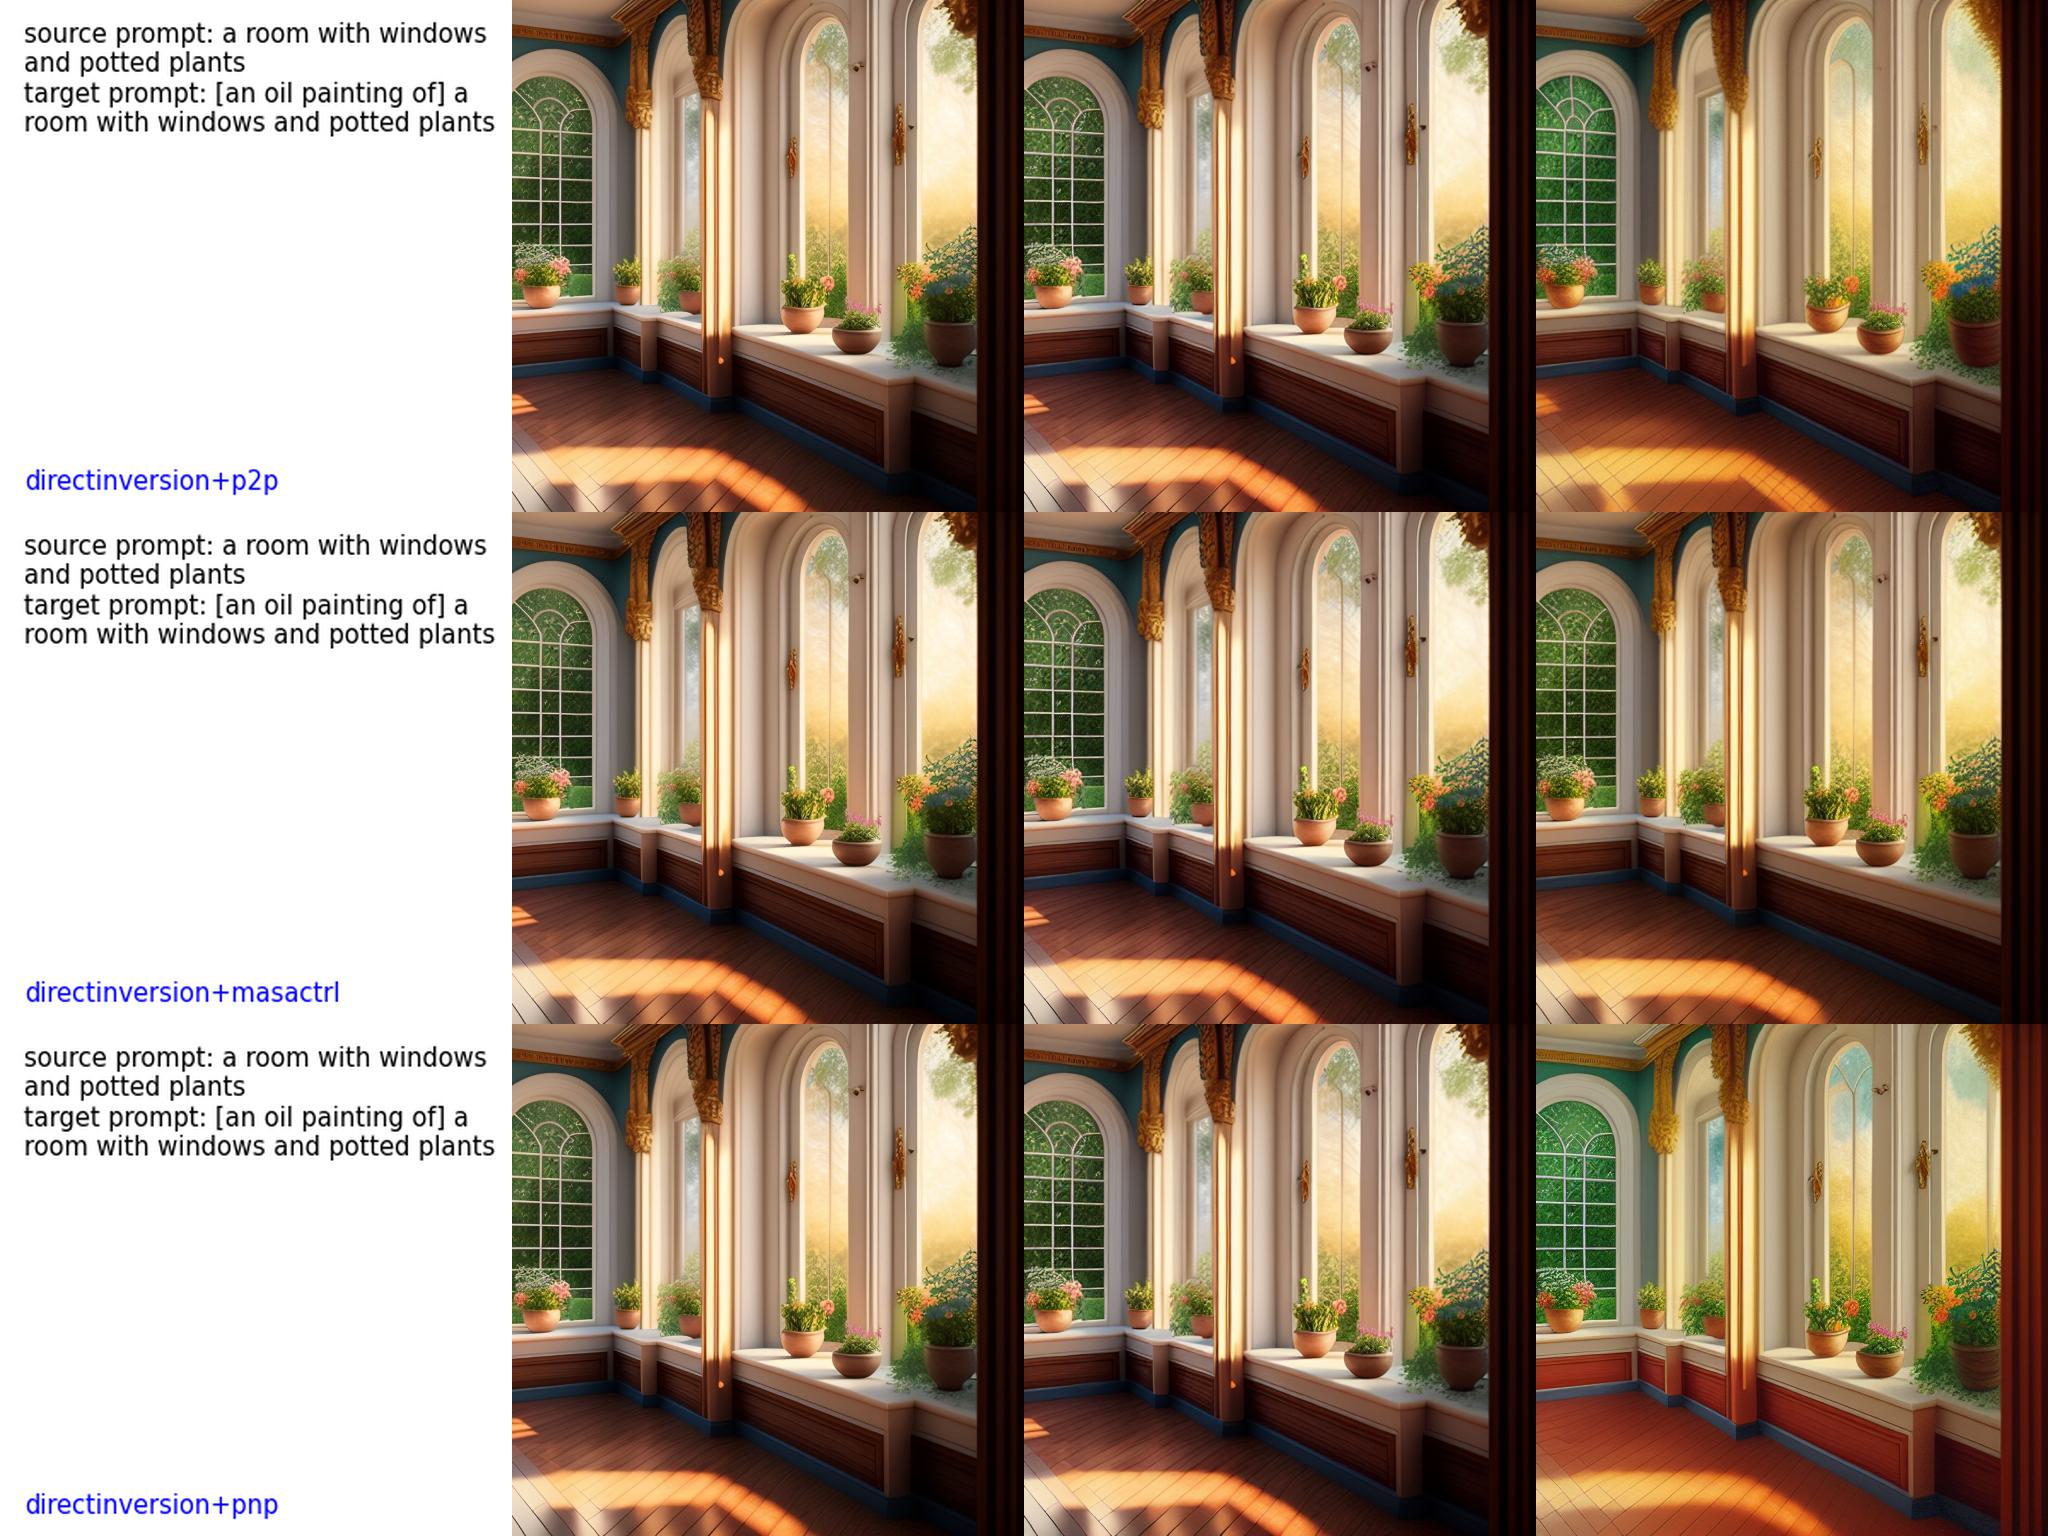 source prompt: a room with windows
and potted plants
target prompt: [an oil painting of] a
room with windows and potted plants
directinversion+p2p
source prompt: a room with windows
and potted plants
target prompt: [an oil painting of] a
room with windows and potted plants
directinversion+masactrl
source prompt: a room with windows
and potted plants
target prompt: [an oil painting of] a
room with windows and potted plants
directinversion+pnp